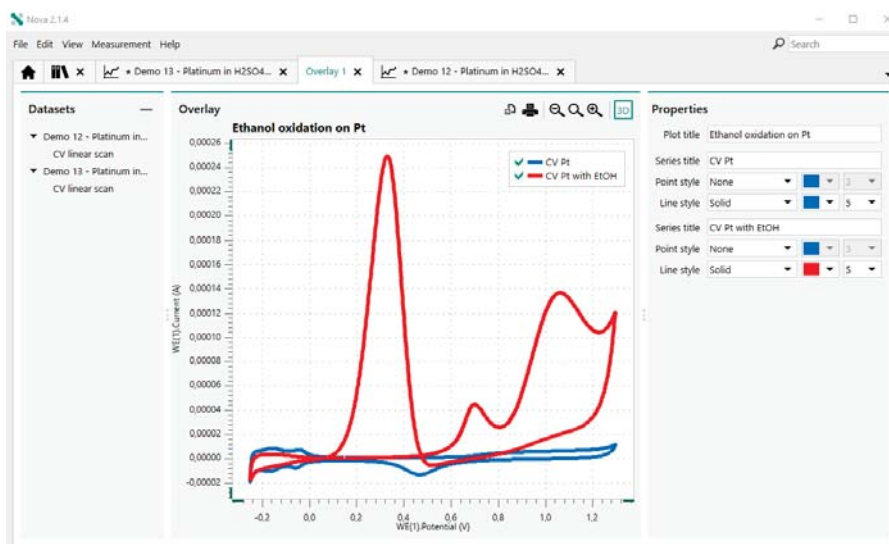 Nova 2.1.4
File Edit View Measurement Help
Search
* Demo 13 - Platinum in H2SO4... Overlay 1 * Demo 12 - Platinum in H2SO4...
Datasets
Demo 12 - Platinum in...
CV linear scan
Demo 13 - Platinum in...
CV linear scan
Overlay
3D
Ethanol oxidation on Pt
0,00026
0,00024
0,00022
0,00020
0,00018
0,00016
0,00014
0,00012
0,00010
0,00008
0,00006
0,00004
0,00002
0,00000
-0,00002
WE(1).Current (A)
CV Pt
CV Pt with EtOH
-0,2 0,0 0,2 0,4 0,6 0,8 1,0 1,2
WE(1).Potential (V)
Properties
Plot title Ethanol oxidation on Pt
Series title CV Pt
Point style None
Line style Solid 5
Series title CV Pt with EtOH
Point style None
Line style Solid 5